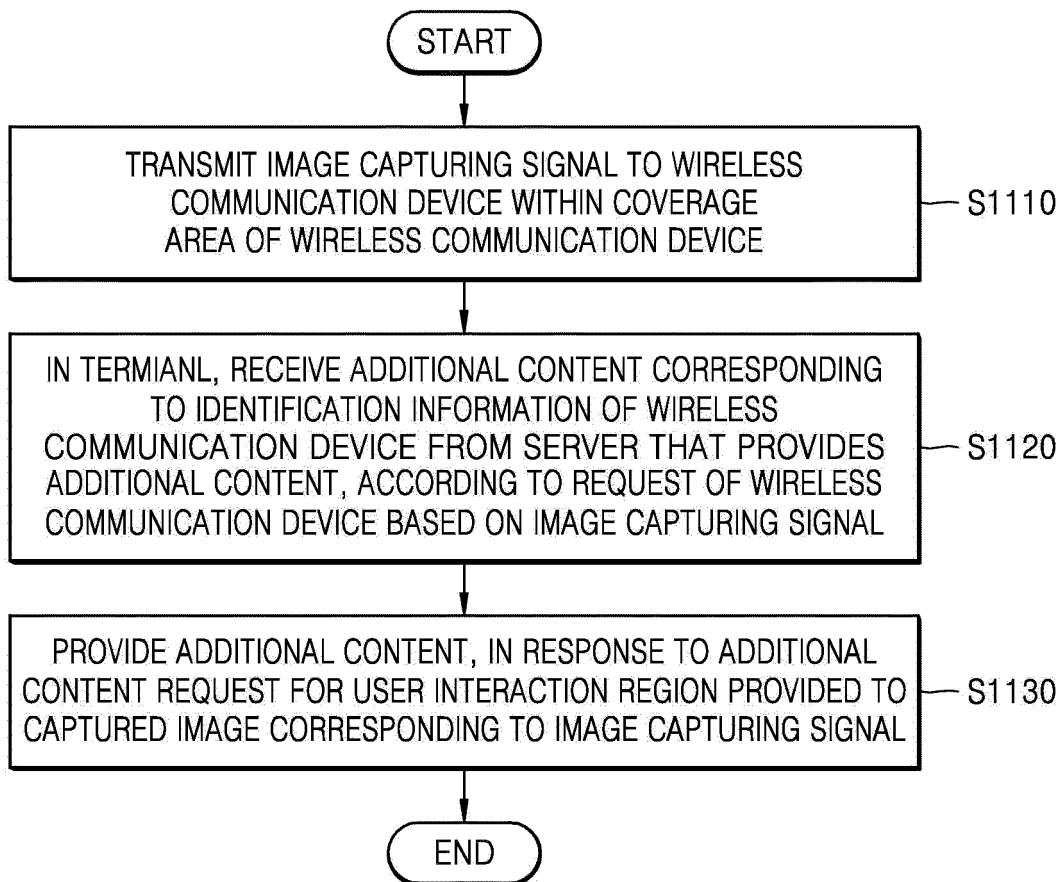 START
TRANSMIT IMAGE CAPTURING SIGNAL TO WIRELESS
COMMUNICATION DEVICE WITHIN COVERAGE
AREA OF WIRELESS COMMUNICATION DEVICE
S1110
IN TERMIANL, RECEIVE ADDITIONAL CONTENT CORRESPONDING
TO IDENTIFICATION INFORMATION OF WIRELESS
COMMUNICATION DEVICE FROM SERVER THAT PROVIDES
ADDITIONAL CONTENT, ACCORDING TO REQUEST OF WIRELESS
COMMUNICATION DEVICE BASED ON IMAGE CAPTURING SIGNAL
S1120
PROVIDE ADDITIONAL CONTENT, IN RESPONSE TO ADDITIONAL
CONTENT REQUEST FOR USER INTERACTION REGION PROVIDED TO
CAPTURED IMAGE CORRESPONDING TO IMAGE CAPTURING SIGNAL
S1130
END